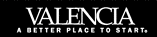 VALENCIA
A BETTER PLACE TO START.